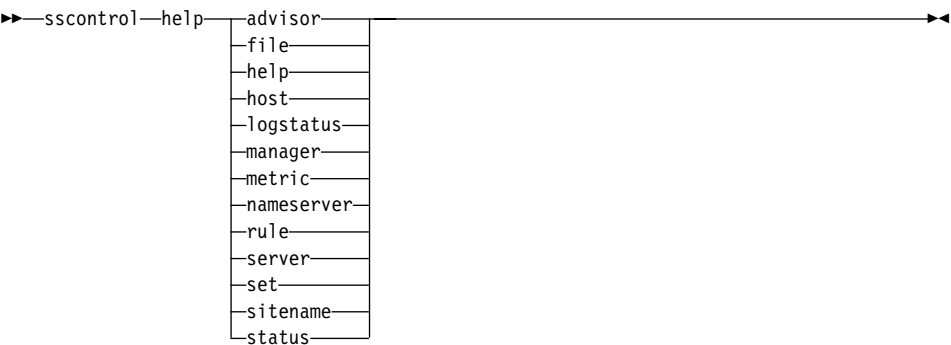 sscontrol help advisor
file
help
host
logstatus
manager
metric
nameserver
rule
server
set
sitename
status